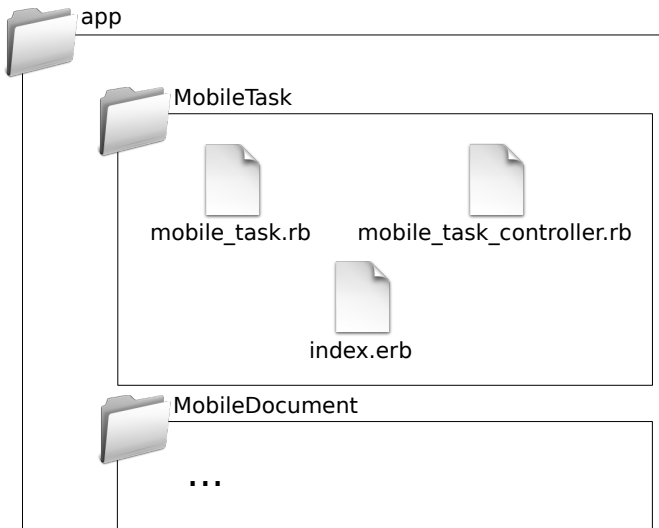 app
MobileTask
mobile_task.rb
mobile_task_controller.rb
index.erb
MobileDocument
...